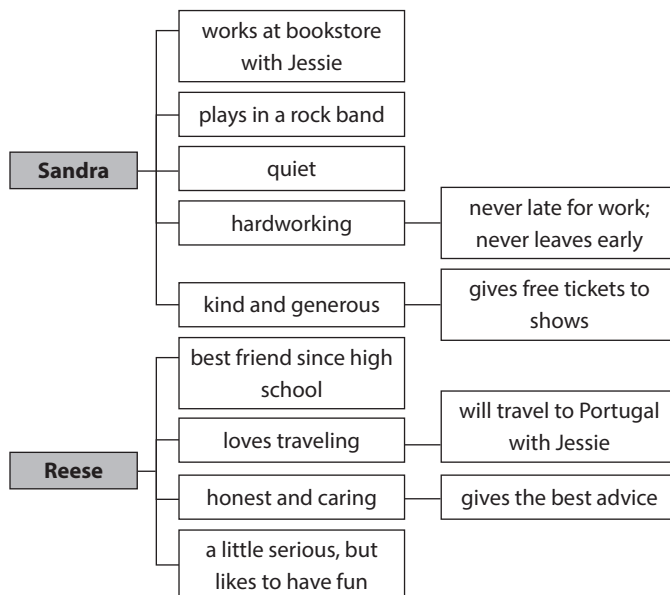 Sandra
works at bookstore
with Jessie
plays in a rock band
quiet
hardworking
never late for work;
never leaves early
kind and generous
gives free tickets to
shows
Reese
best friend since high
school
loves traveling
will travel to Portugal
with Jessie
honest and caring
gives the best advice
a little serious, but
likes to have fun